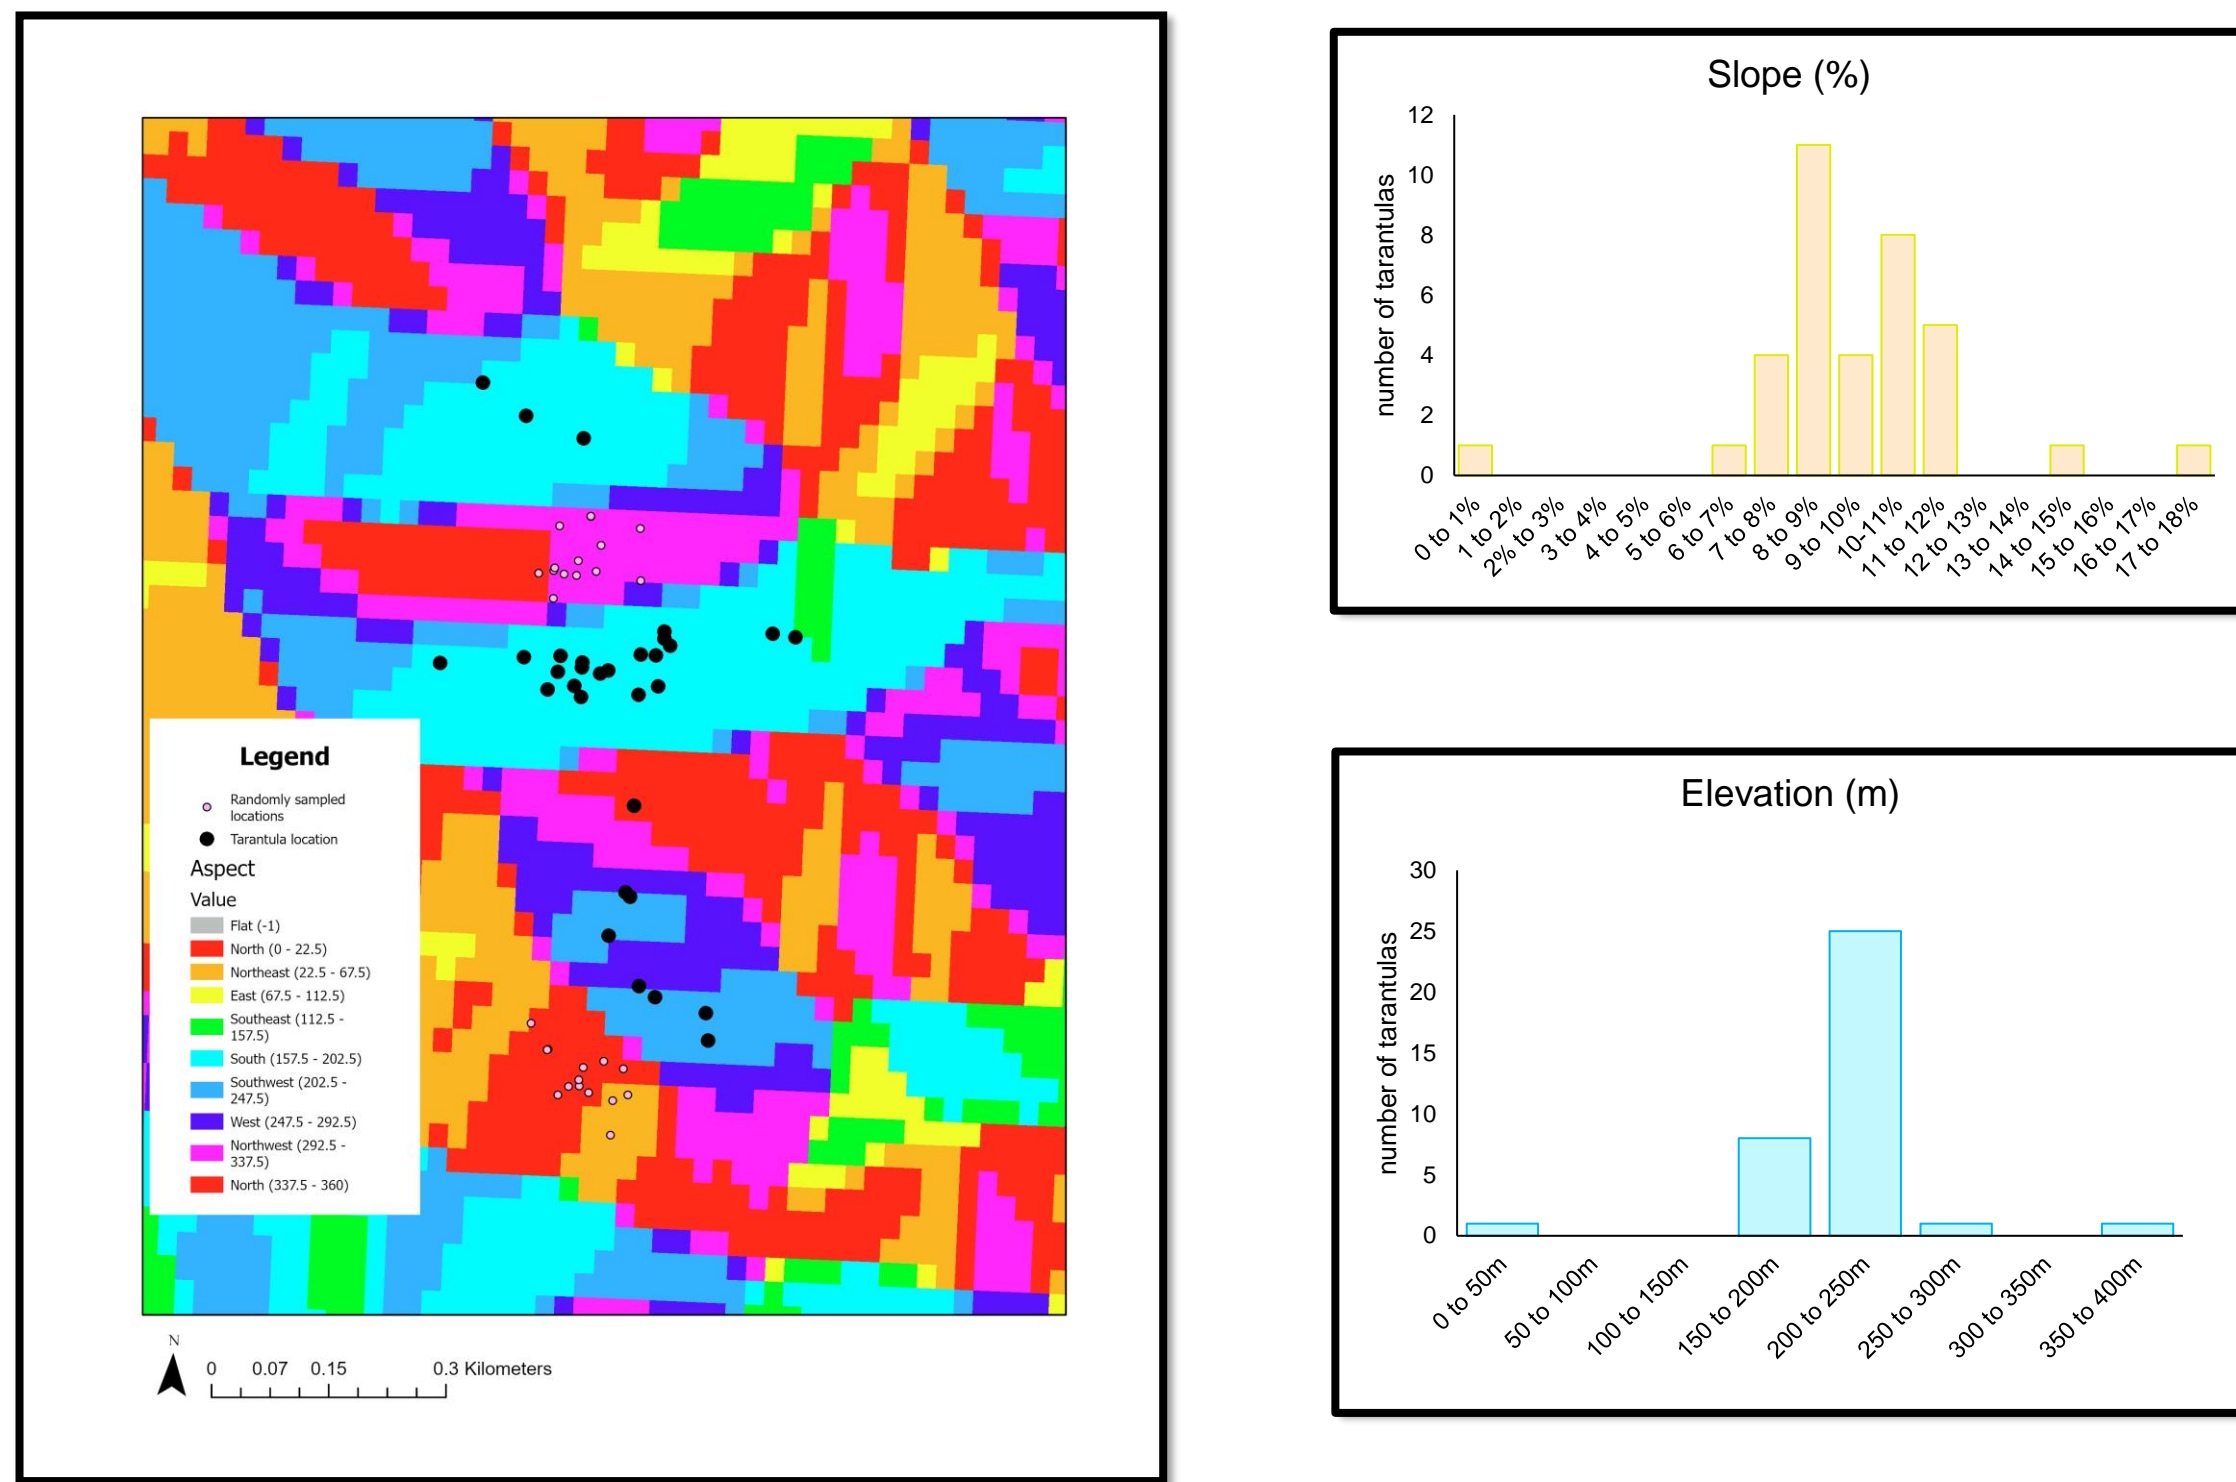 Legend
Randomly sampled
locations
Tarantula location
Aspect
Value
Flat (-1)
North (0 - 22.5)
Northeast (22.5 - 67.5)
East (67.5 - 112.5)
Southeast (112.5 -
157.5)
South (157.5 - 202.5)
Southwest (202.5 -
247.5)
West (247.5 - 292.5)
Northwest (292.5 -
337.5)
North (337.5 - 360)
N
0 0.07 0.15 0.3 Kilometers
Slope (%)
number of tarantulas
12
10
8
6
4
2
0
0 to 1%
1 to 2%
2% to 3%
3 to 4%
4 to 5%
5 to 6%
6 to 7%
7 to 8%
8 to 9%
9 to 10%
10-11%
11 to 12%
12 to 13%
13 to 14%
14 to 15%
15 to 16%
16 to 17%
17 to 18%
Elevation (m)
number of tarantulas
30
25
20
15
10
5
0
0 to 50m
50 to 100m
100 to 150m
150 to 200m
200 to 250m
250 to 300m
300 to 350m
350 to 400m